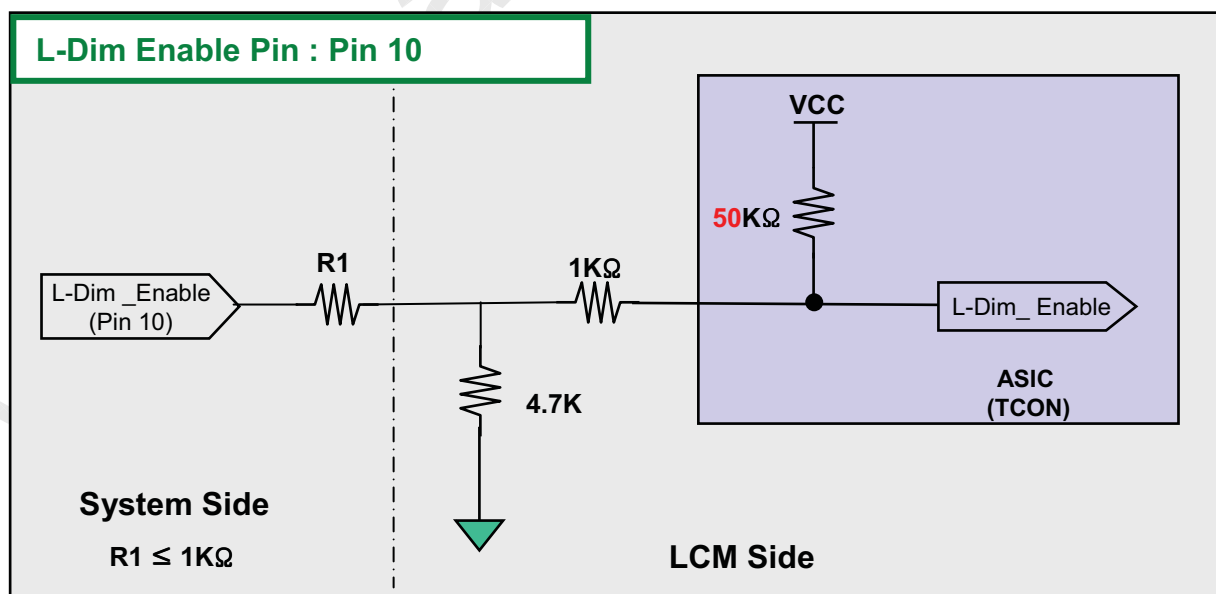 L-Dim Enable Pin : Pin 10
VCC
50KΩ
R1
1KΩ
L-Dim _Enable
(Pin 10)
L-Dim_ Enable
4.7K
ASIC
(TCON)
System Side
R1 ≤ 1KΩ
LCM Side